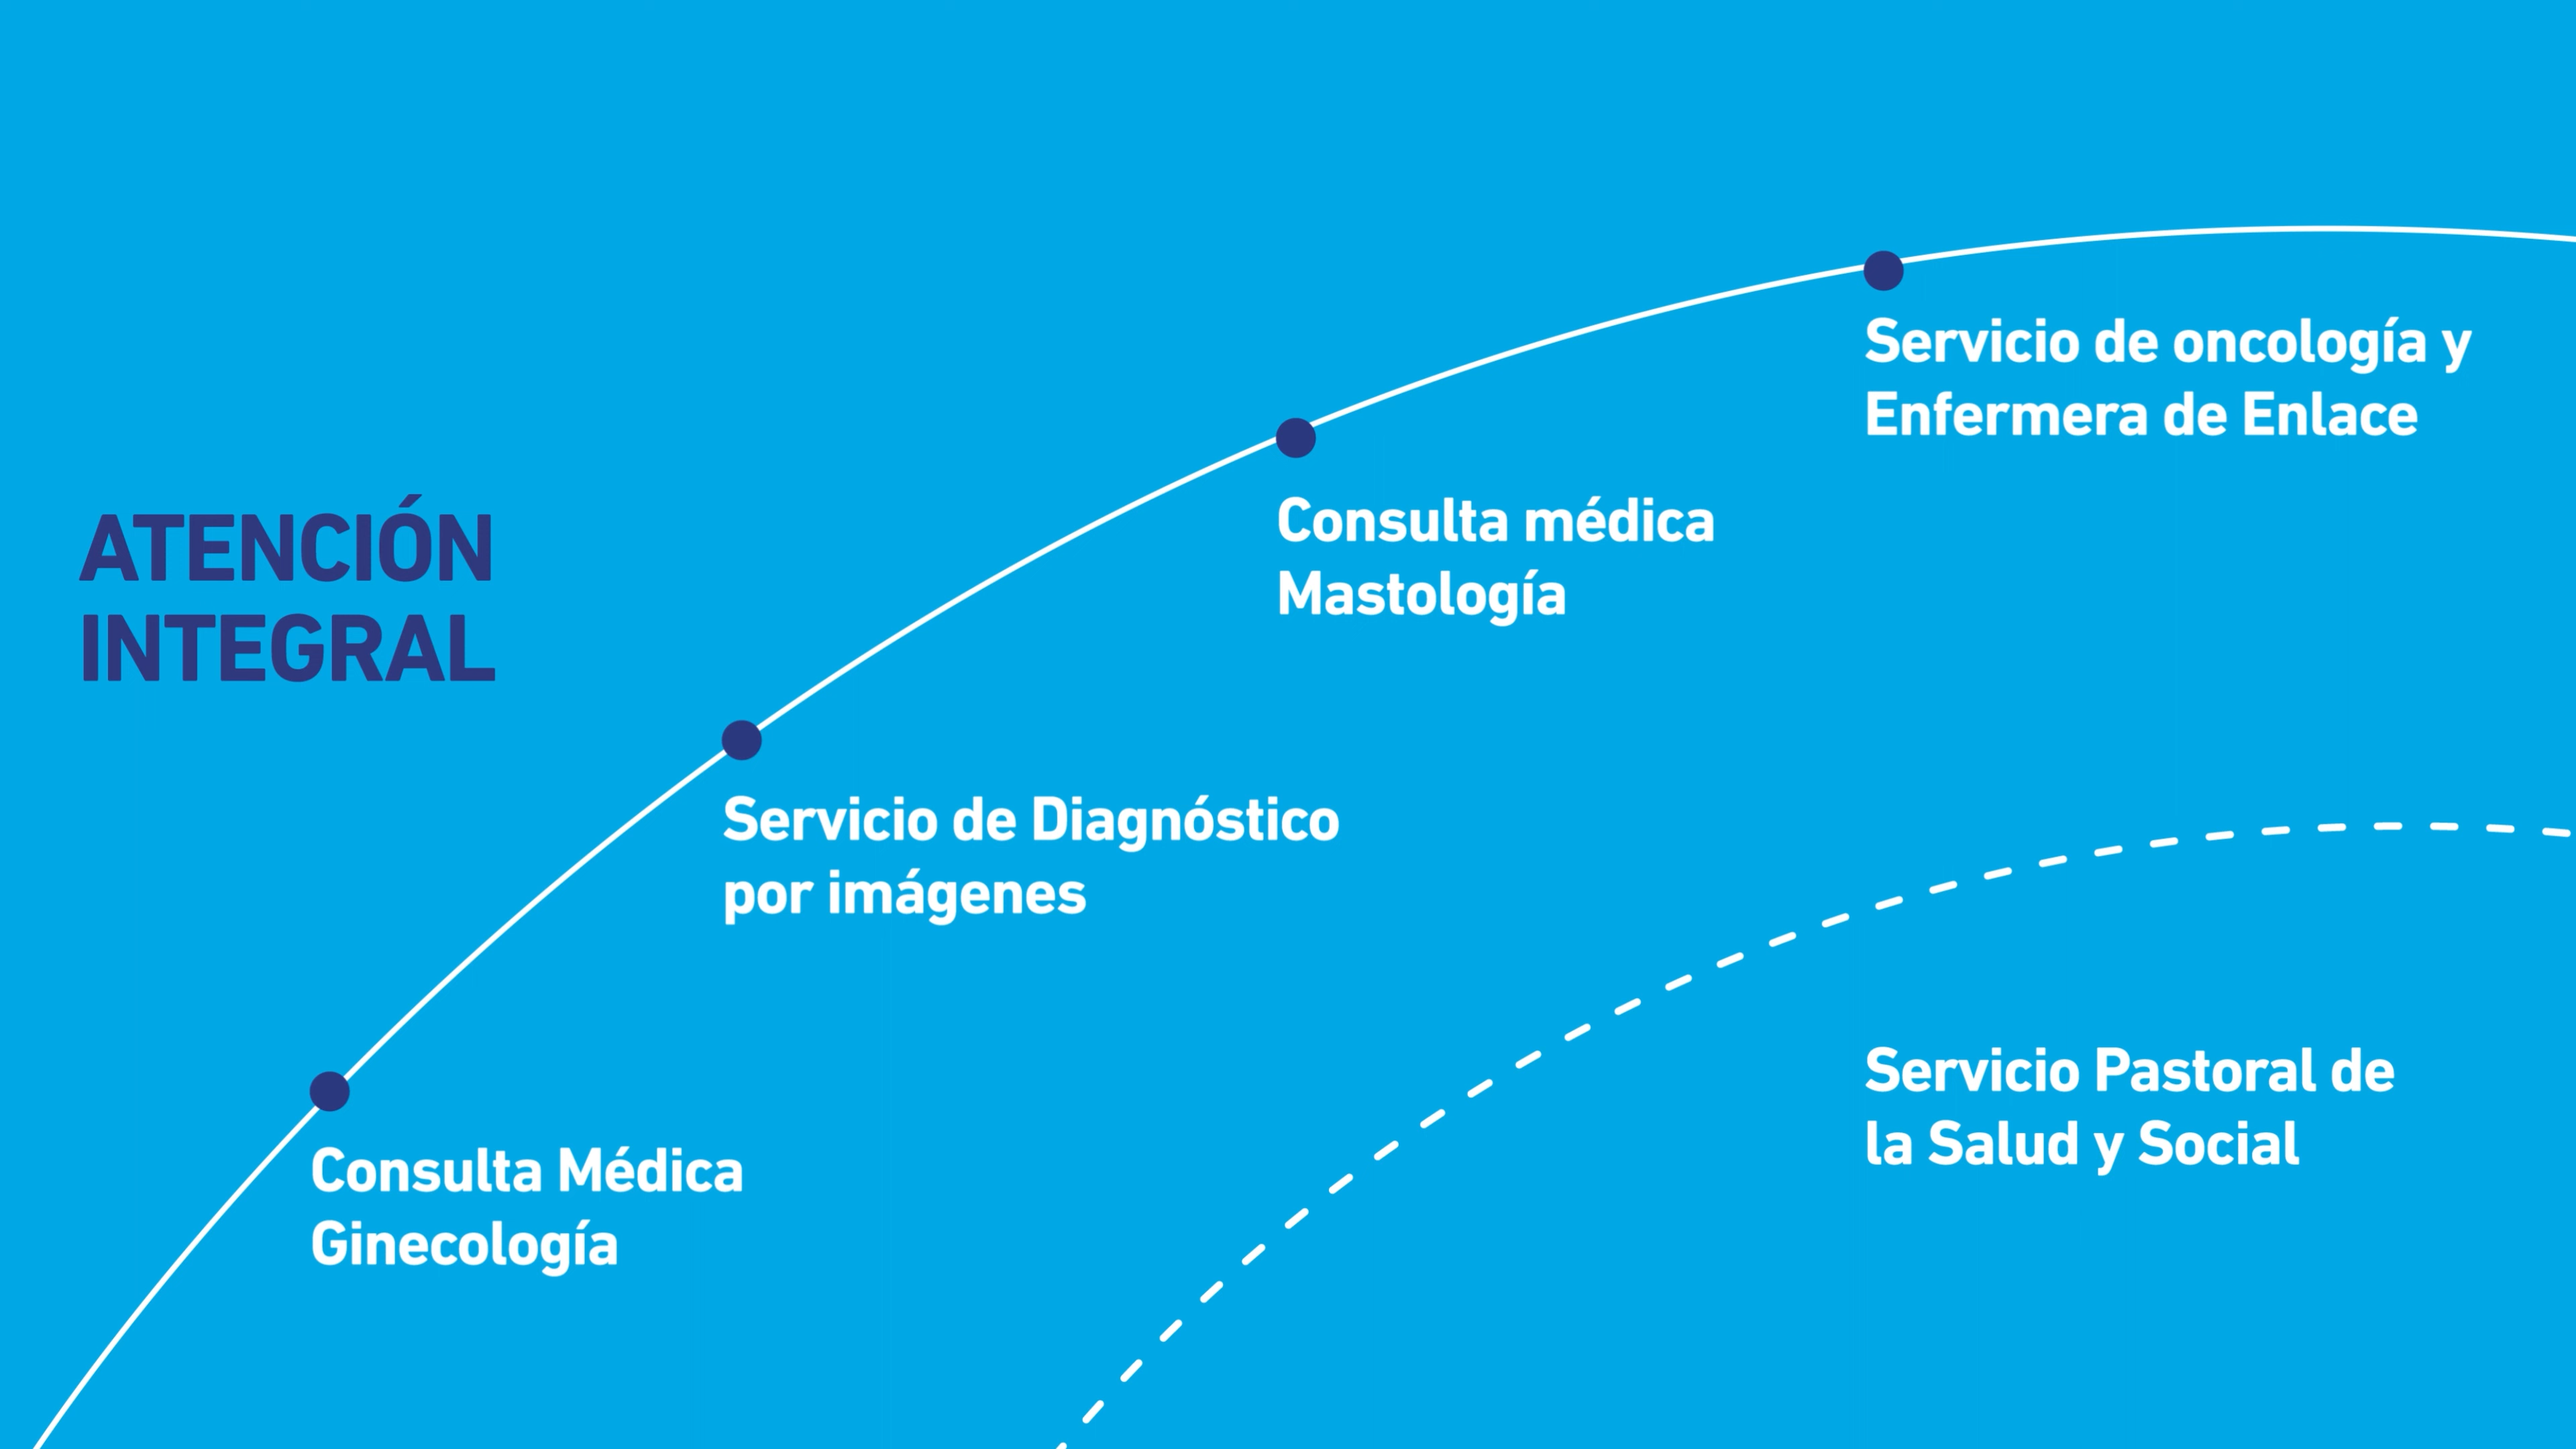 ATENCIÓN
INTEGRAL
Consulta Médica
Ginecología
Servicio de Diagnóstico
por imágenes
Consulta médica
Mastología
Servicio de oncología y
Enfermera de Enlace
Servicio Pastoral de
la Salud y Social